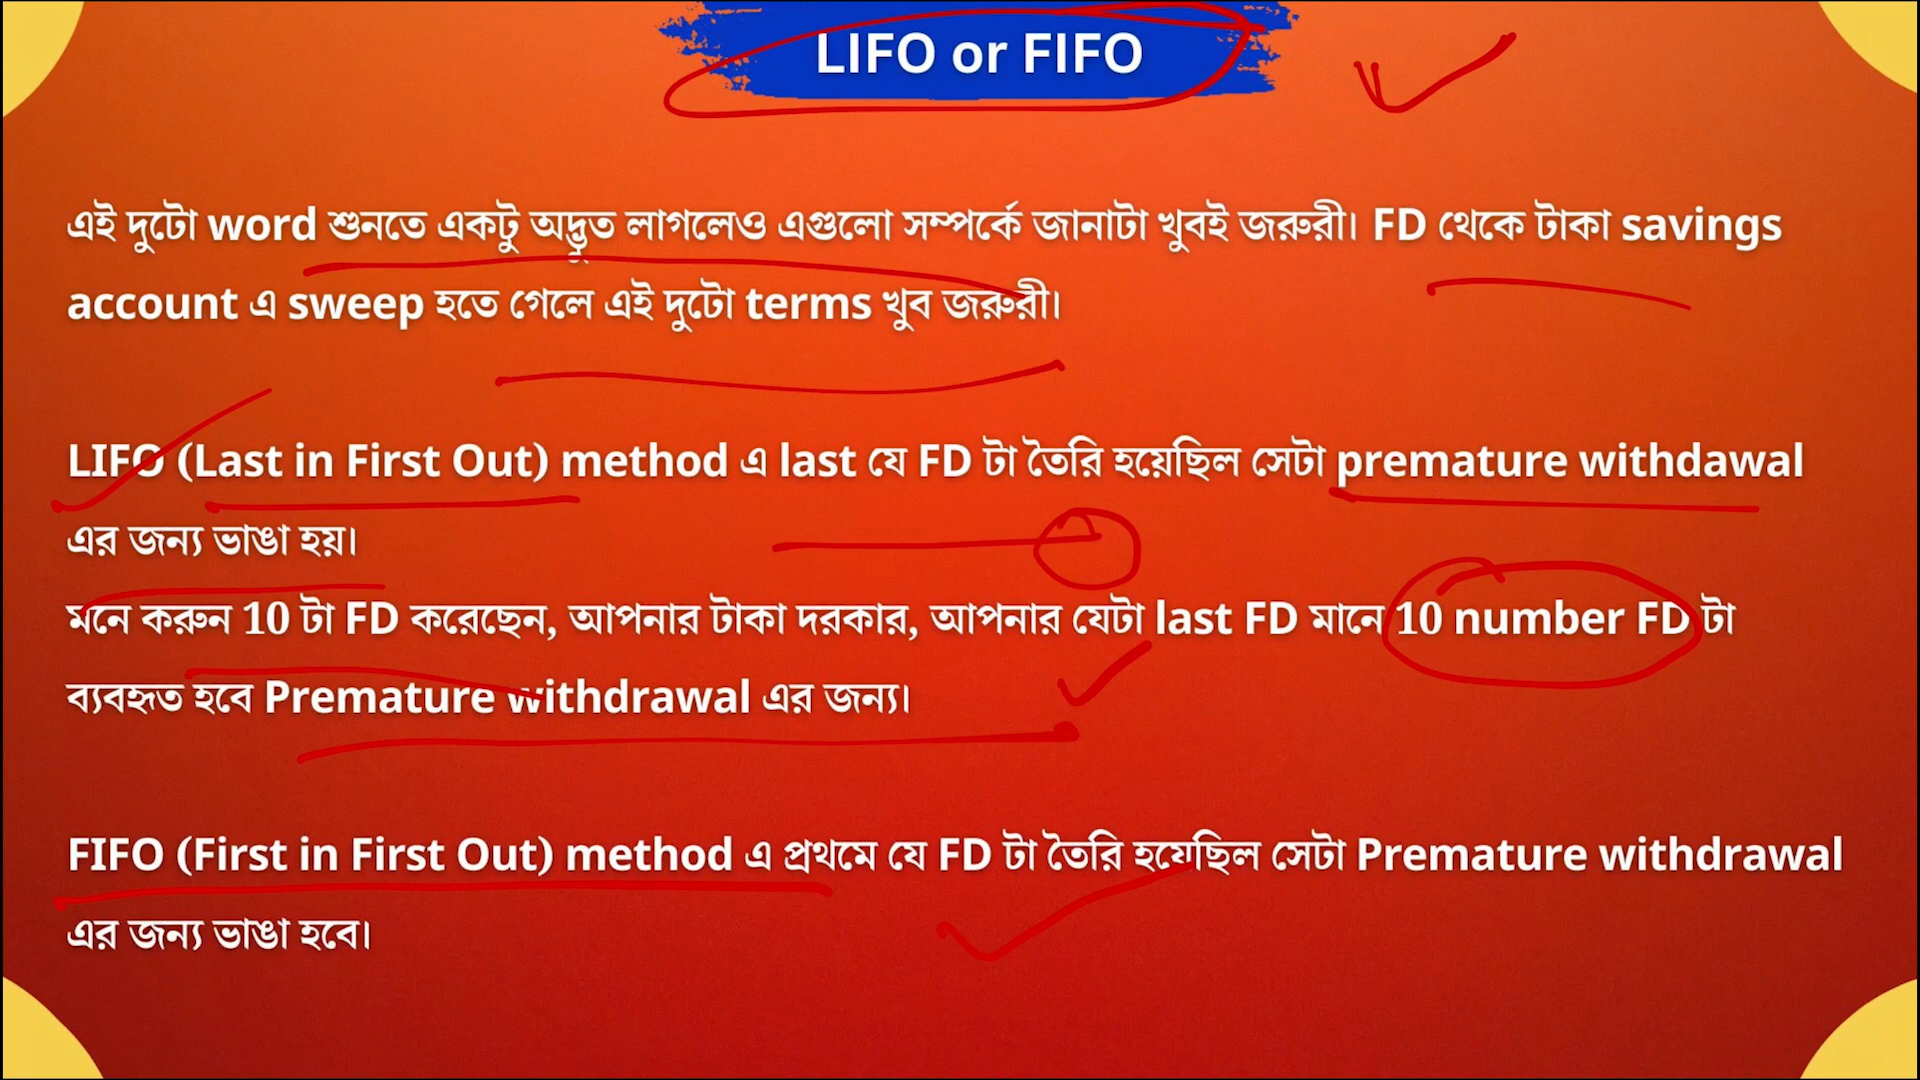 LIFO or FIFO
এই দুটো word শুনতে একটু অদ্ভুত লাগলেও এগুলো সম্পর্কে জানাটা খুবই জরুরী। FD থেকে টাকা savings
account এ sweep হতে গেলে এই দুটো terms খুব জরুরী।
LIFO (Last in First Out) method এ last যে FD টা তৈরি হয়েছিল সেটা premature withdawal
এর জন্য ভাঙা হয়।
মনে করুন 10 টা FD করেছেন, আপনার টাকা দরকার, আপনার যেটা last FD মানে 10 number FD টা
ব্যবহৃত হবে Premature withdrawal এর জন্য।
FIFO (First in First Out) method এ প্রথমে যে FD টা তৈরি হয়েছিল সেটা Premature withdrawal
এর জন্য ভাঙা হবে।